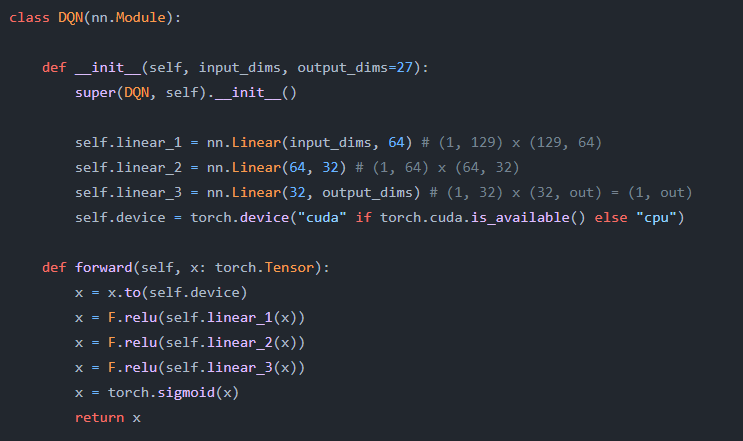 class DQN(nn.Module):
def __init__(self, input_dims, output_dims=27):
super(DQN, self).__init__()
self.linear_1 = nn.Linear(input_dims, 64) # (1, 129) x (129, 64)
self.linear_2 = nn.Linear(64, 32) # (1, 64) x (64, 32)
self.linear_3 = nn.Linear(32, output_dims) # (1, 32) x (32, out) = (1, out)
self.device = torch.device("cuda" if torch.cuda.is_available() else "cpu")
def forward(self, x: torch.Tensor):
x = x.to(self.device)
x = F.relu(self.linear_1(x))
x = F.relu(self.linear_2(x))
x = F.relu(self.linear_3(x))
x = torch.sigmoid(x)
return x